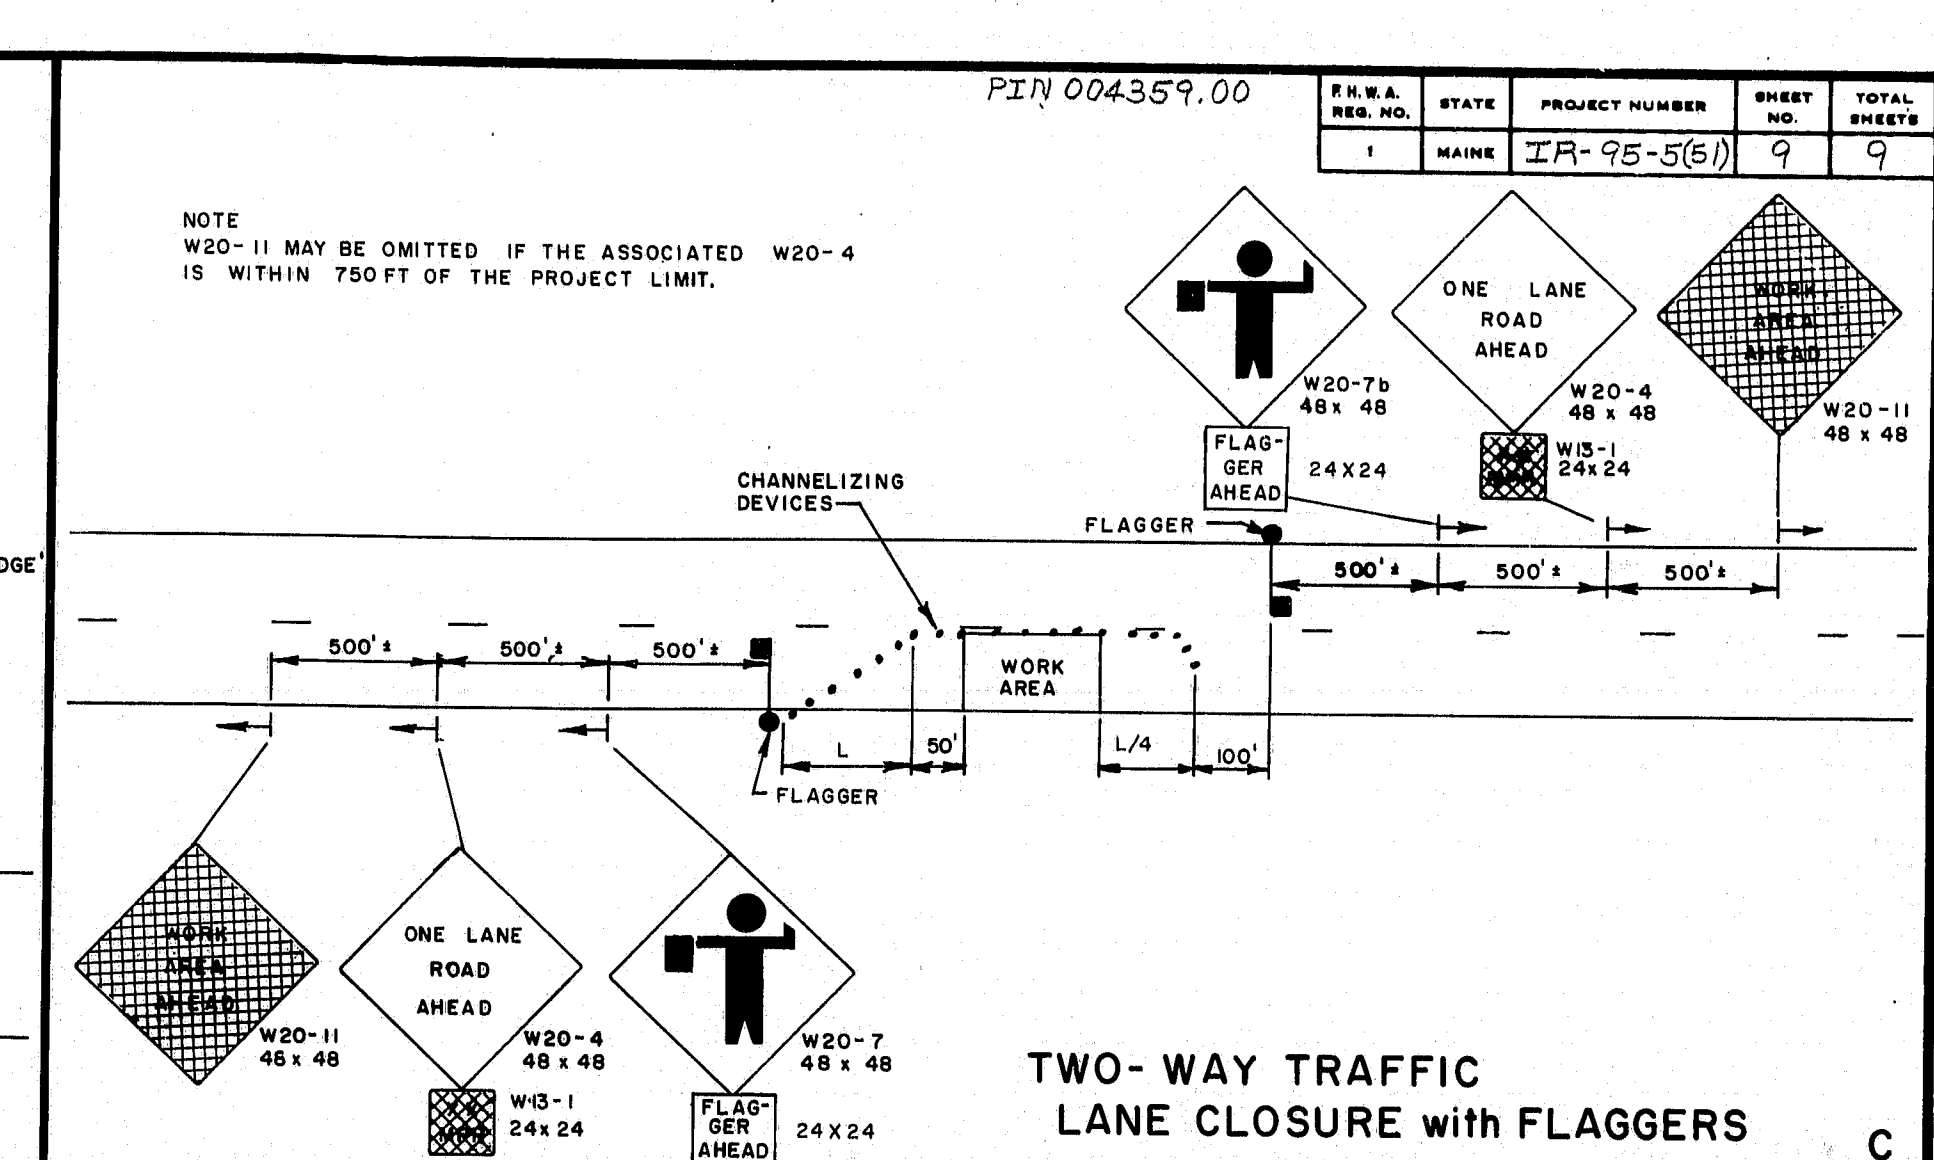 PIN 004359.00
F.H.W.A. REG. NO.
STATE
PROJECT NUMBER
SHEET NO.
TOTAL SHEETS
1
MAINE
IR-95-5(51)
9
9
NOTE
W20-11 MAY BE OMITTED IF THE ASSOCIATED W20-4
IS WITHIN 750 FT OF THE PROJECT LIMIT.
ONE LANE
ROAD
AHEAD
WORK
AREA
AHEAD
W20-7b
48 x 48
W20-4
48 x 48
W20-11
48 x 48
FLAG-
GER
AHEAD
24X24
W13-1
24x24
CHANNELIZING
DEVICES
FLAGGER
DGE'
500'±
500'±
500'±
500'±
500'±
500'±
WORK
AREA
L
50'
L/4
100'
FLAGGER
WORK
AREA
AHEAD
W20-11
48 x 48
ONE LANE
ROAD
AHEAD
W20-4
48 x 48
W20-7
48 x 48
MPH
W13-1
24x24
FLAG-
GER
AHEAD
24X24
TWO-WAY TRAFFIC
LANE CLOSURE with FLAGGERS
C